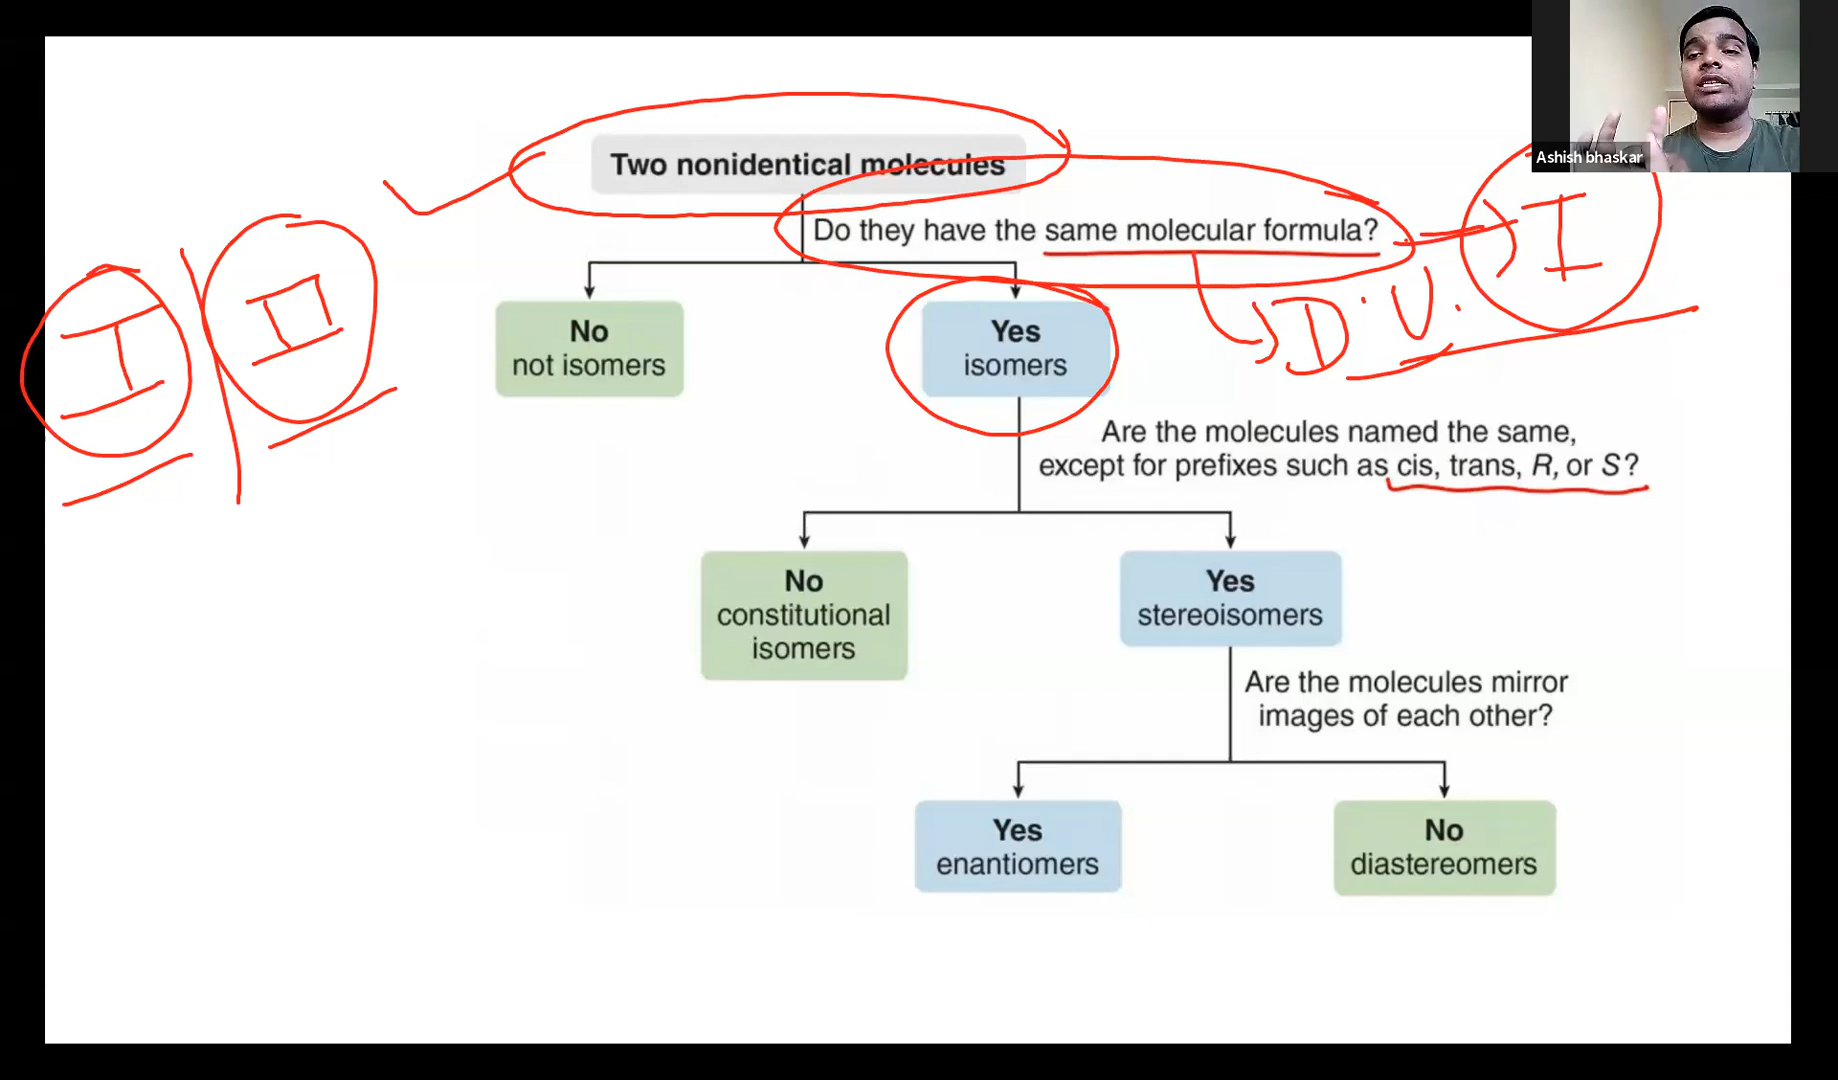 Ashish bhaskar
Two nonidentical molecules
Do they have the same molecular formula?
I
D.U.
I
II
No
not isomers
Yes
isomers
Are the molecules named the same,
except for prefixes such as cis, trans, R, or S?
No
constitutional
isomers
Yes
stereoisomers
Are the molecules mirror
images of each other?
Yes
enantiomers
No
diastereomers